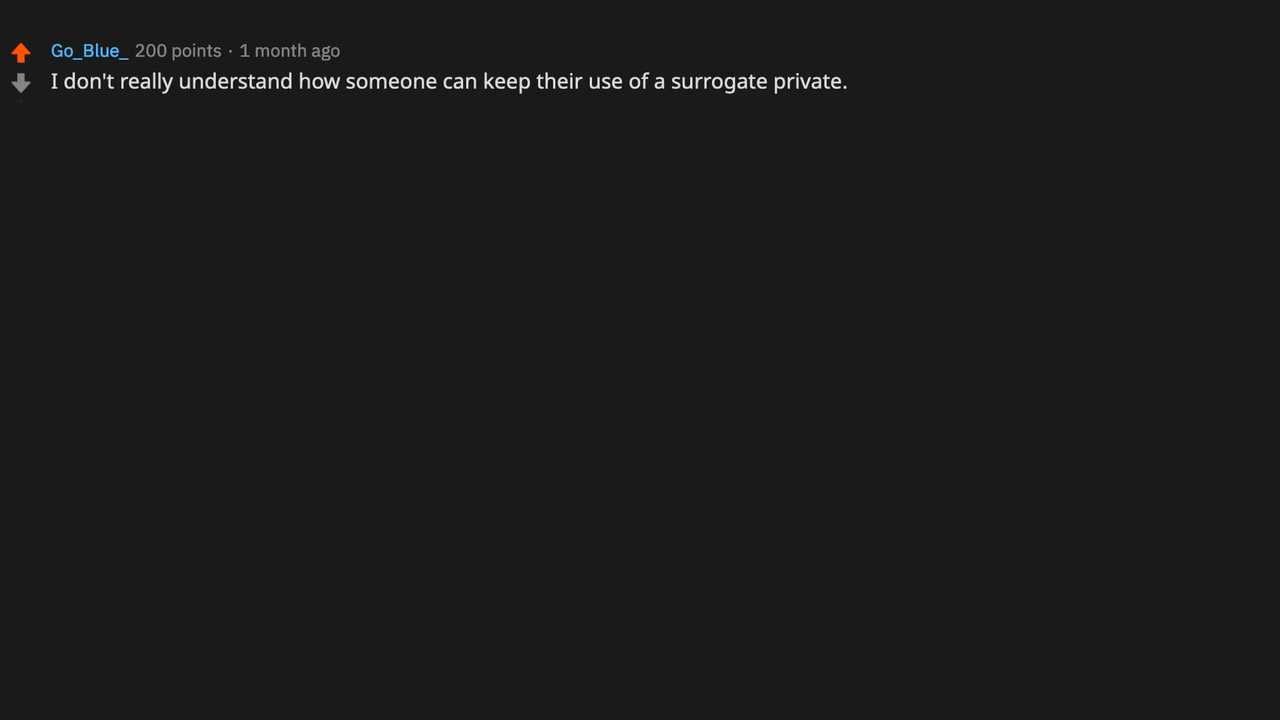 Go_Blue_ 200 points · 1 month ago
I don't really understand how someone can keep their use of a surrogate private.